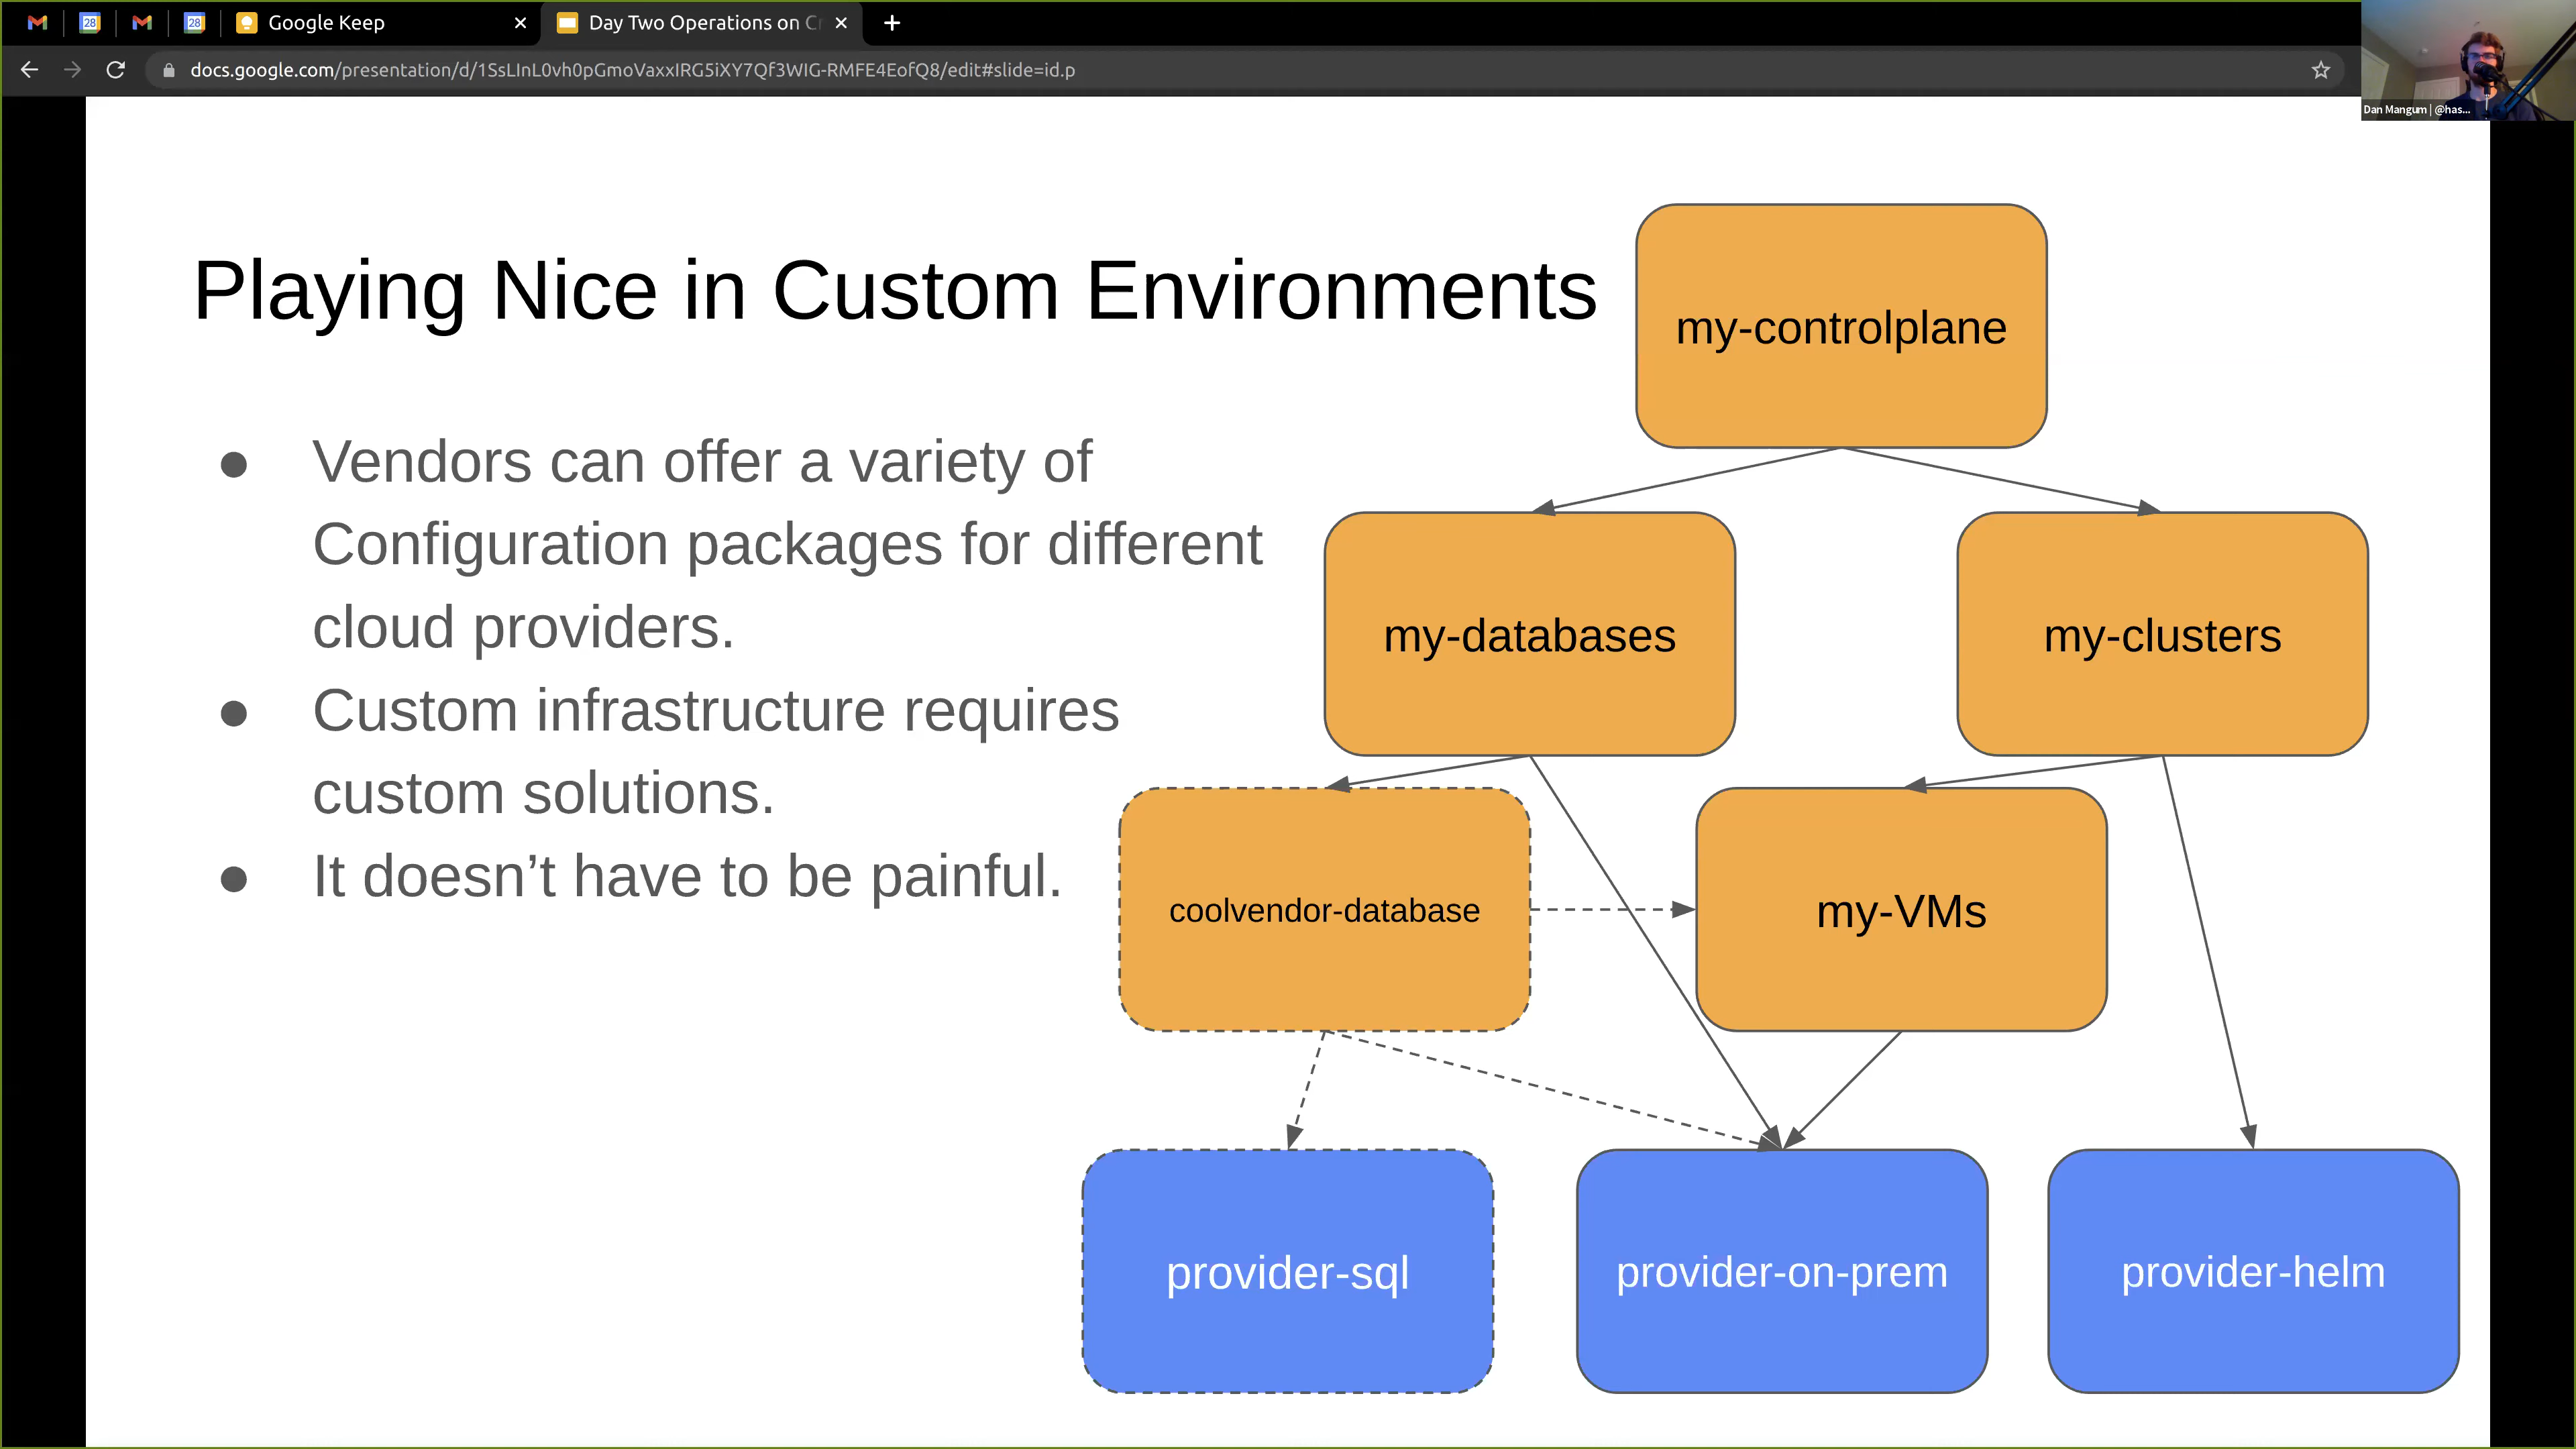 Google Keep
Day Two Operations on C
docs.google.com/presentation/d/1SsLInL0vh0pGmoVaxxIRG5iXY7Qf3WIG-RMFE4EofQ8/edit#slide=id.p
28
28
Dan Mangum | @has...
Playing Nice in Custom Environments
● Vendors can offer a variety of
Configuration packages for different
cloud providers.
● Custom infrastructure requires
custom solutions.
● It doesn’t have to be painful.
my-controlplane
my-databases
my-clusters
coolvendor-database
my-VMs
provider-sql
provider-on-prem
provider-helm